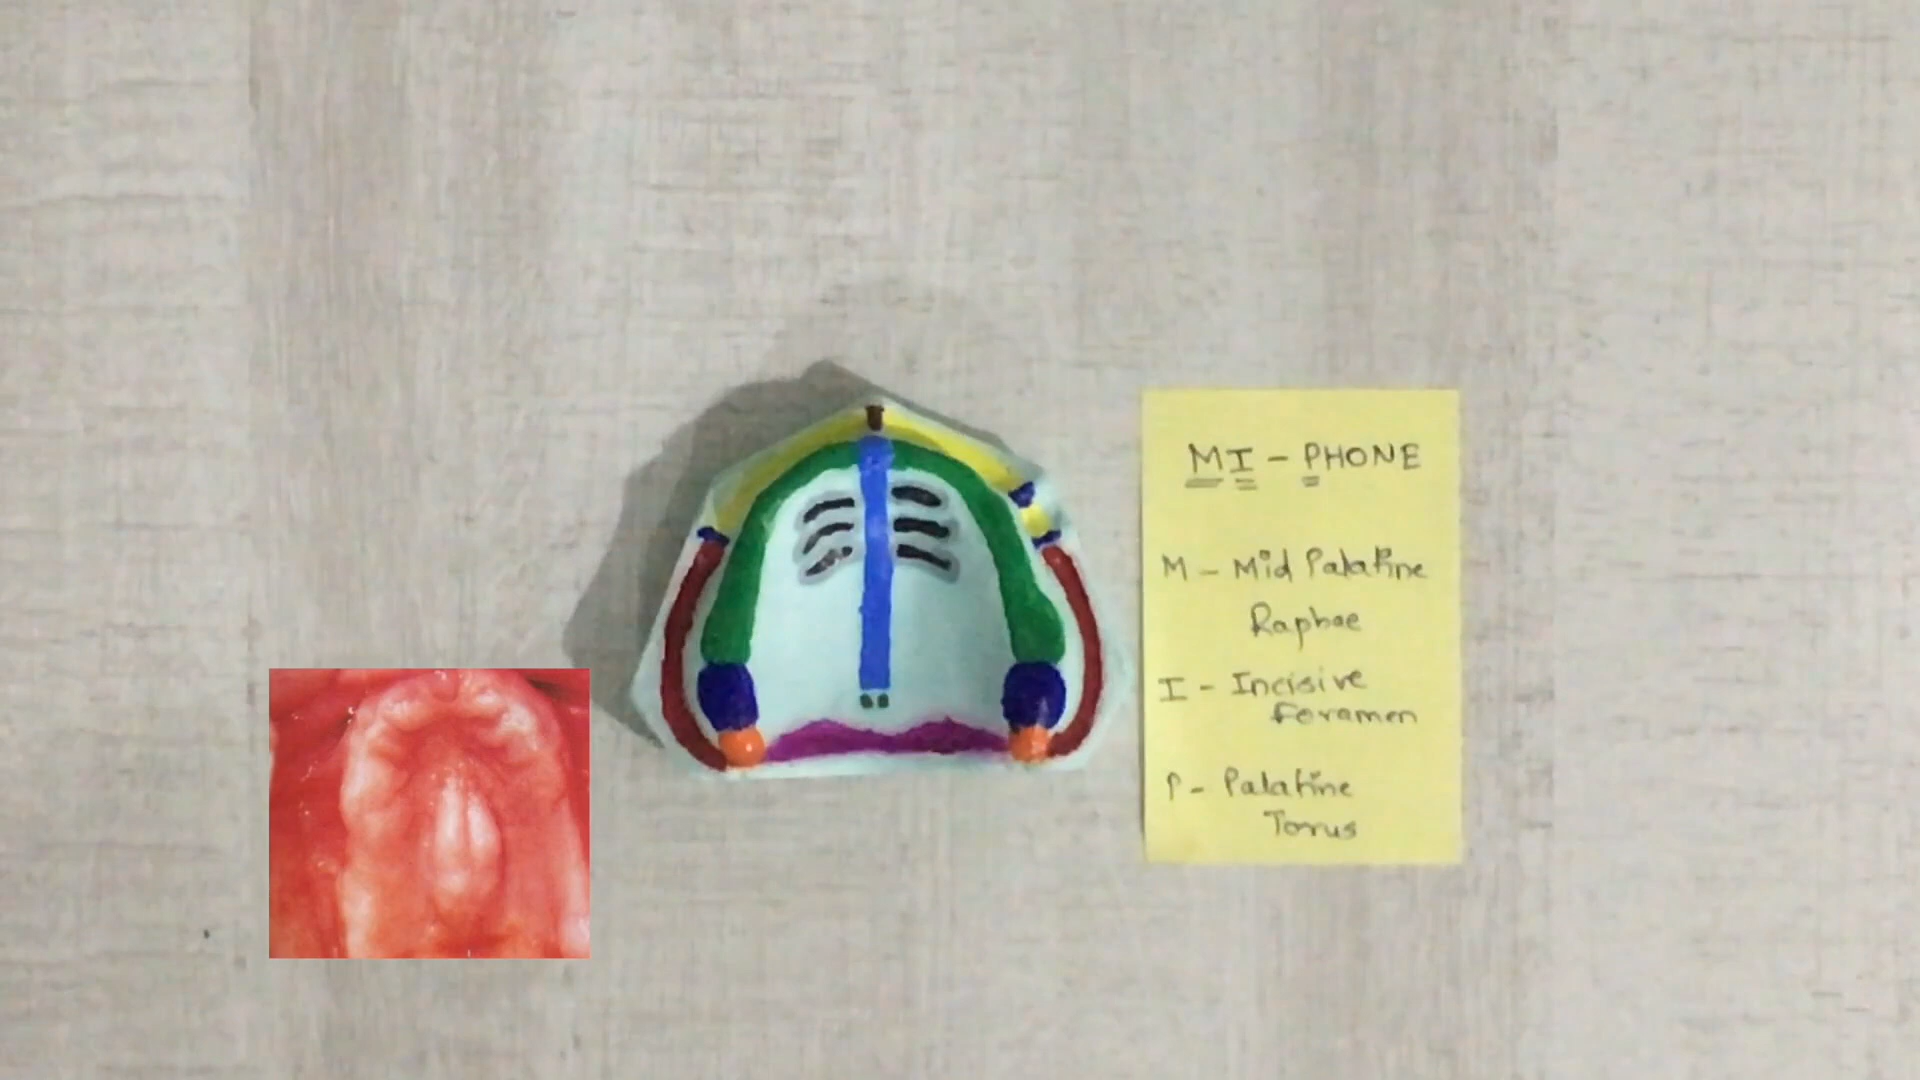 MI - PHONE
M - Mid Palatine
Raphae
I - Incisive
Foramen
P - Palatine
Torus